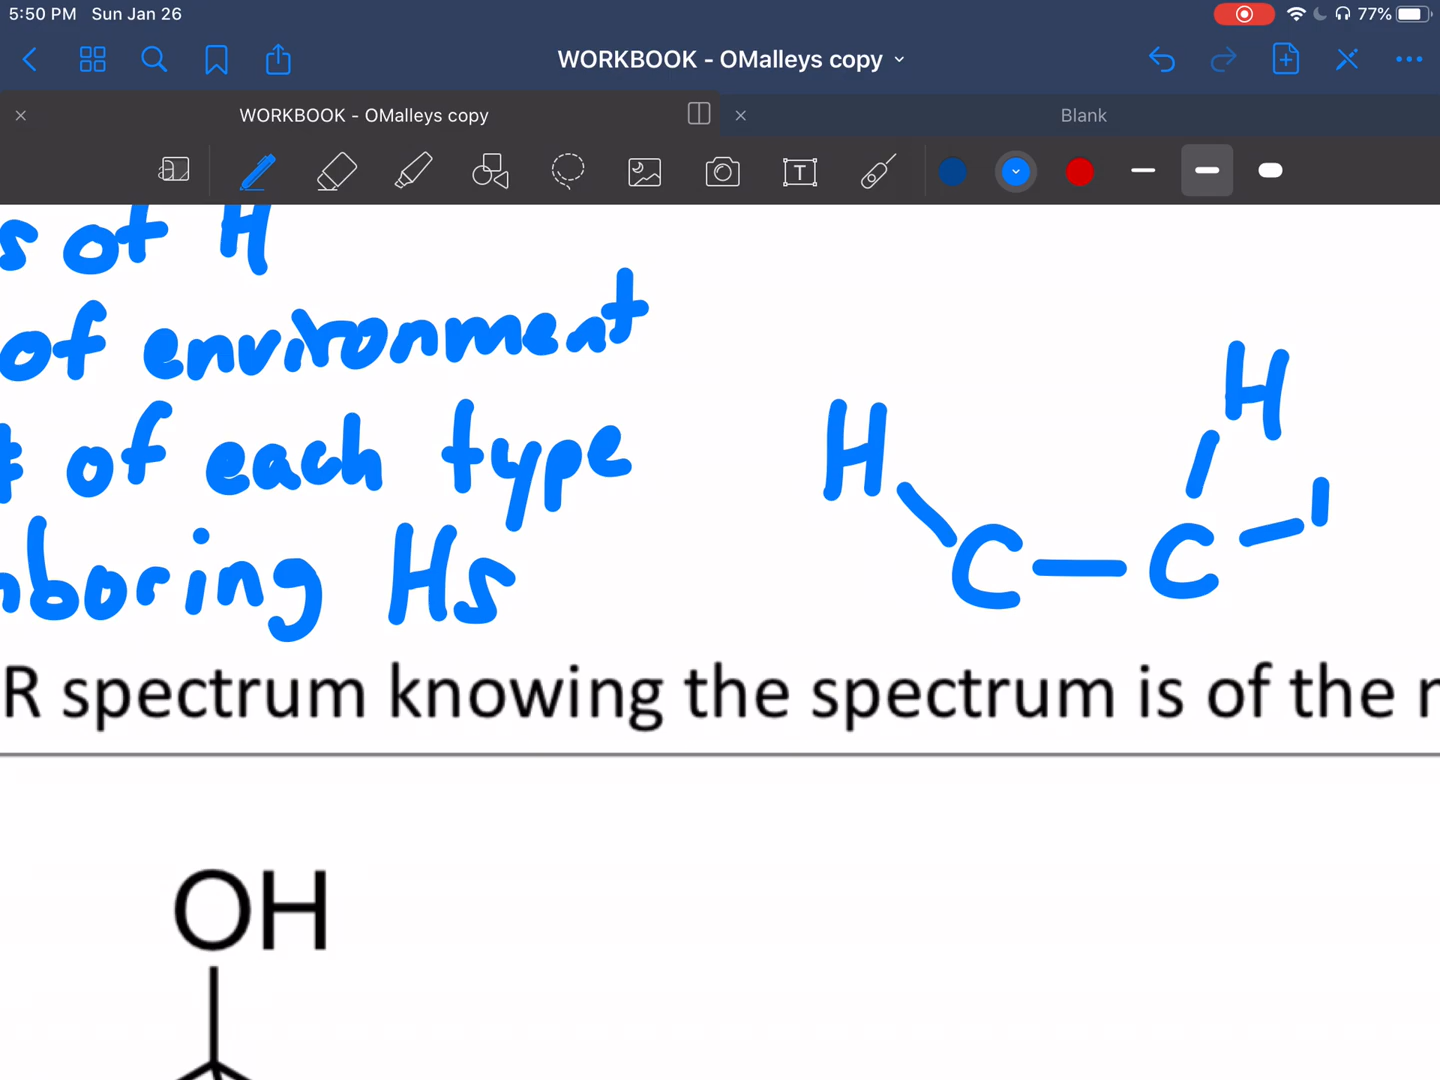 5:50 PM Sun Jan 26
77%
WORKBOOK - OMalleys copy
WORKBOOK - OMalleys copy
Blank
T
s of H
of environment
# of each type
nboring Hs
H
H
C — C
R spectrum knowing the spectrum is of the
OH